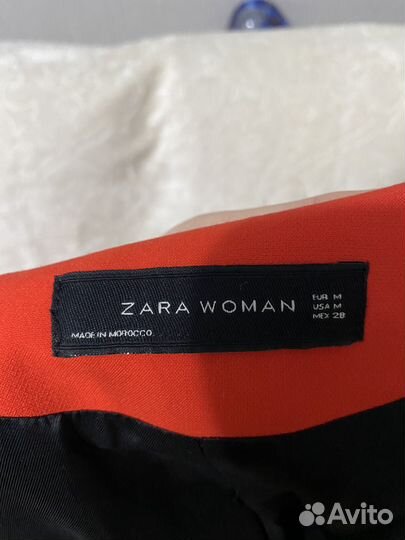 ZARA WOMAN
EUR M
USA M
MEX 28
MADE IN MOROCCO
Avito